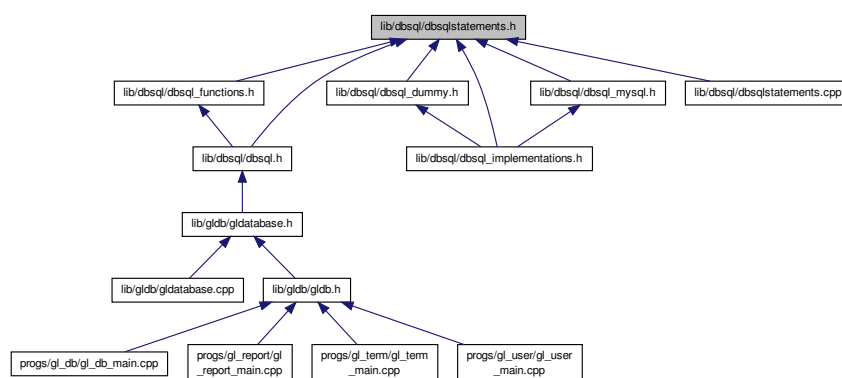 lib/dbsql/dbsqlstatements.h
lib/dbsql/dbsql_functions.h
lib/dbsql/dbsql_dummy.h
lib/dbsql/dbsql_mysql.h
lib/dbsql/dbsqlstatements.cpp
lib/dbsql/dbsql.h
lib/dbsql/dbsql_implementations.h
lib/gldb/gldatabase.h
lib/gldb/gldatabase.cpp
lib/gldb/gldb.h
progs/gl_db/gl_db_main.cpp
progs/gl_report/gl
_report_main.cpp
progs/gl_term/gl_term
_main.cpp
progs/gl_user/gl_user
_main.cpp